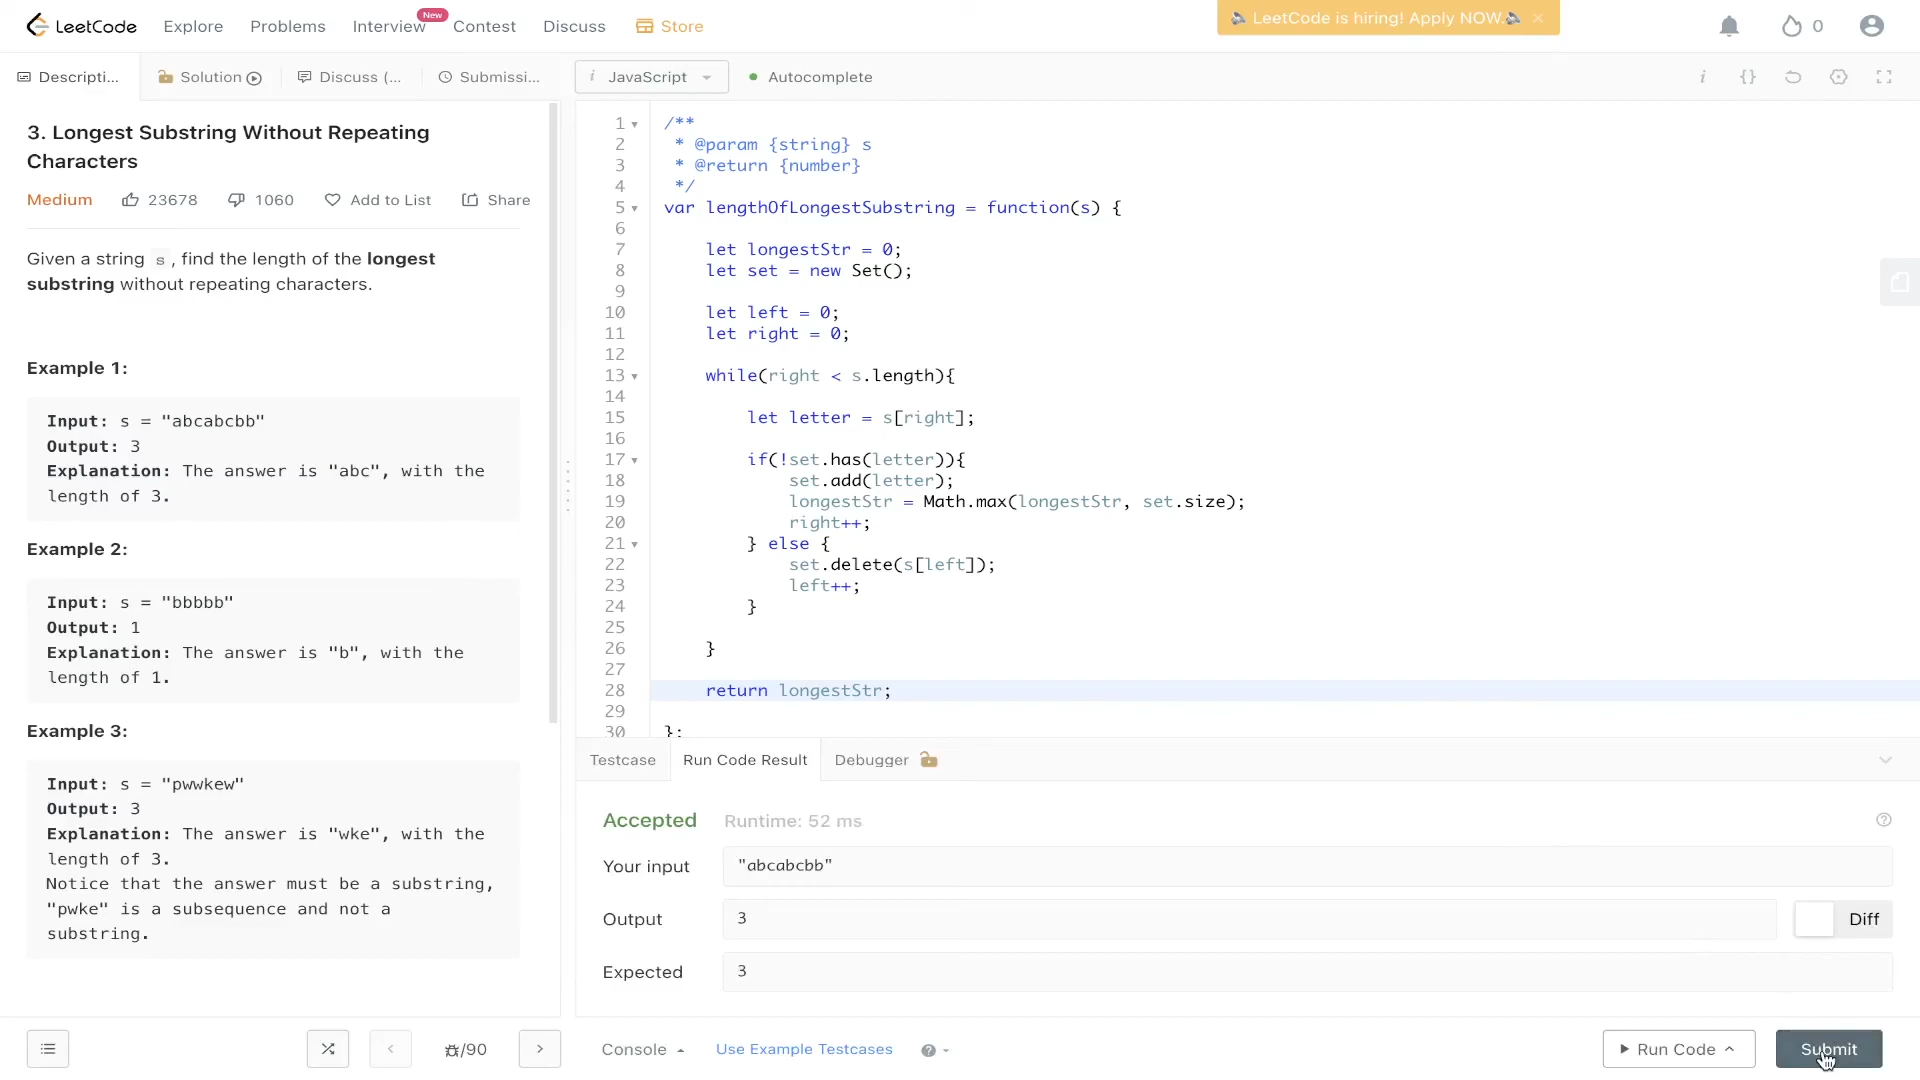 LeetCode Explore Problems Interview New Contest Discuss Store LeetCode is hiring! Apply NOW. × 0
Descripti... Solution Discuss (... Submissi... i JavaScript Autocomplete i {}
3. Longest Substring Without Repeating
Characters
Medium 23678 1060 Add to List Share
Given a string s , find the length of the longest
substring without repeating characters.
Example 1:
Input: s = "abcabcbb"
Output: 3
Explanation: The answer is "abc", with the
length of 3.
Example 2:
Input: s = "bbbbb"
Output: 1
Explanation: The answer is "b", with the
length of 1.
Example 3:
Input: s = "pwwkew"
Output: 3
Explanation: The answer is "wke", with the
length of 3.
Notice that the answer must be a substring,
"pwke" is a subsequence and not a
substring.
1 /**
2 * @param {string} s
3 * @return {number}
4 */
5 var lengthOfLongestSubstring = function(s) {
6
7 let longestStr = 0;
8 let set = new Set();
9
10 let left = 0;
11 let right = 0;
12
13 while(right < s.length){
14
15 let letter = s[right];
16
17 if(!set.has(letter)){
18 set.add(letter);
19 longestStr = Math.max(longestStr, set.size);
20 right++;
21 } else {
22 set.delete(s[left]);
23 left++;
24 }
25
26 }
27
28 return longestStr;
29
30 };
Testcase Run Code Result Debugger
Accepted Runtime: 52 ms
Your input "abcabcbb"
Output 3 Diff
Expected 3
/90 Console Use Example Testcases Run Code Submit